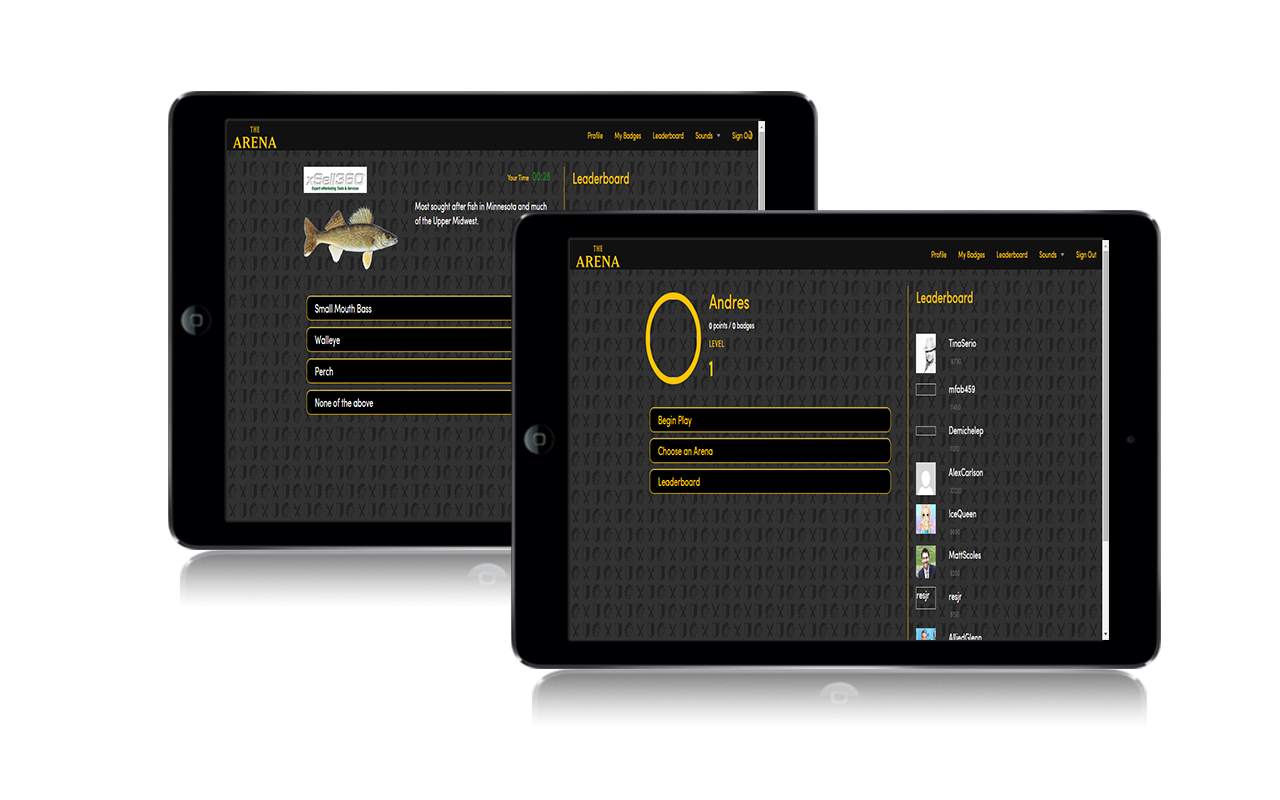 THE
ARENA
Profile My Badges Leaderboard Sounds Sign Out
xSell360
Expert eMarketing Tools & Services
Your Time 00:28
Leaderboard
Most sought after fish in Minnesota and much
of the Upper Midwest.
Small Mouth Bass
Walleye
Perch
None of the above
THE
ARENA
Profile My Badges Leaderboard Sounds Sign Out
Andres
0 points / 0 badges
LEVEL
1
Begin Play
Choose an Arena
Leaderboard
Leaderboard
TinaSerio
mfab459
Demichelep
AlexCarlson
IceQueen
MattScoles
resjr
resjr
AlliedGlenn